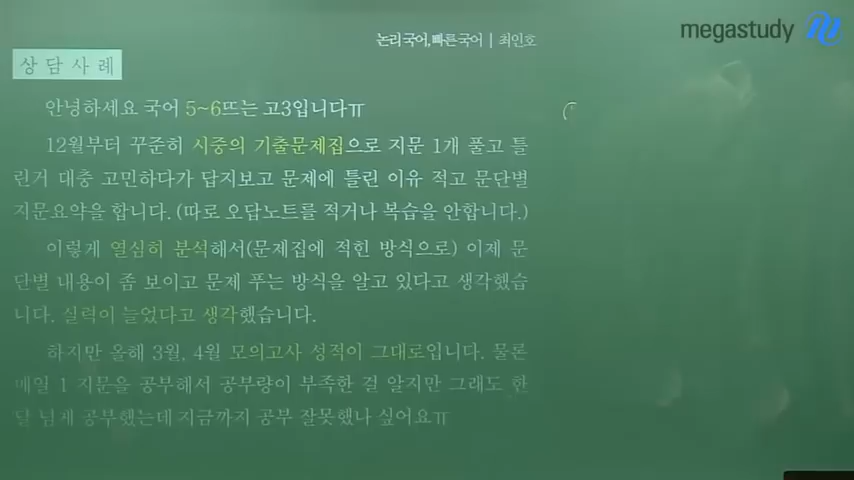 megastudy
논리국어, 빠른국어 | 최인호
상담사례
안녕하세요 국어 5~6뜨는 고3입니다ㅠ
12월부터 꾸준히 시중의 기출문제집으로 지문 1개 풀고 틀
린거 대충 고민하다가 답지보고 문제에 틀린 이유 적고 문단별
지문요약을 합니다. (따로 오답노트를 적거나 복습을 안합니다.)
이렇게 열심히 분석해서(문제집에 적힌 방식으로) 이제 문
단별 내용이 좀 보이고 문제 푸는 방식을 알고 있다고 생각했습
니다. 실력이 늘었다고 생각했습니다.
하지만 올해 3월, 4월 모의고사 성적이 그대로입니다. 물론
매일 1 지문을 공부해서 공부량이 부족한 걸 알지만 그래도 한
달 넘게 공부했는데 지금까지 공부 잘못했나 싶어요ㅠ